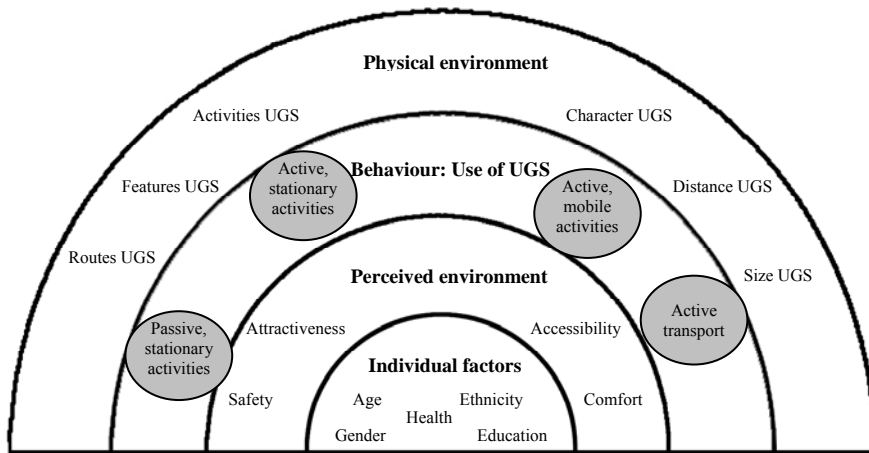 Physical environment
Activities UGS
Character UGS
Behaviour: Use of UGS
Active,
stationary
activities
Active,
mobile
activities
Features UGS
Distance UGS
Routes UGS
Perceived environment
Size UGS
Passive,
stationary
activities
Attractiveness
Accessibility
Active
transport
Individual factors
Safety
Age
Ethnicity
Comfort
Health
Gender
Education